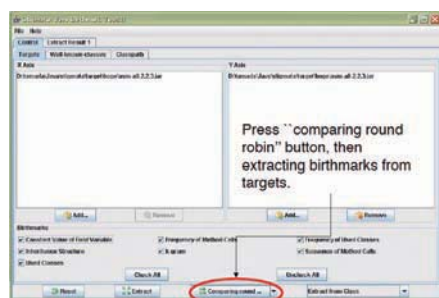 File Help
Control Extract Result 1
Targets Well-known-classes Classpath
X Axis Y Axis
Press ``comparing round
robin'' button, then
extracting birthmarks from
targets.
Add... Remove Add... Remove
Birthmarks
Constant Value of Field Variable Frequency of Method Calls Frequency of Used Classes
Inheritance Structure k-gram Sequence of Method Calls
Used Classes
Check All Uncheck All
Reset Extract Comparing round ... Extract from Class